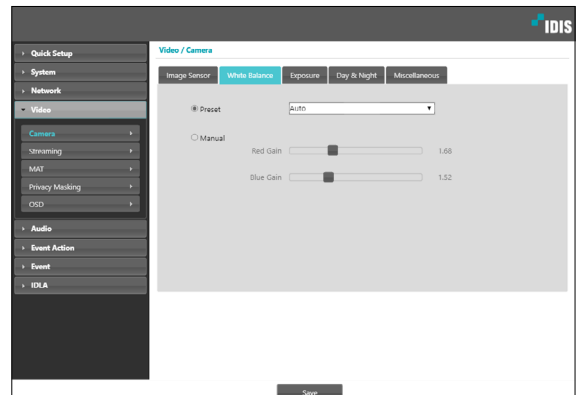 IDIS
Quick Setup
System
Network
Video
Camera
Streaming
MAT
Privacy Masking
OSD
Audio
Event Action
Event
IDLA
Video / Camera
Image Sensor White Balance Exposure Day & Night Miscellaneous
Preset Auto
Manual
Red Gain 1.68
Blue Gain 1.52
Save